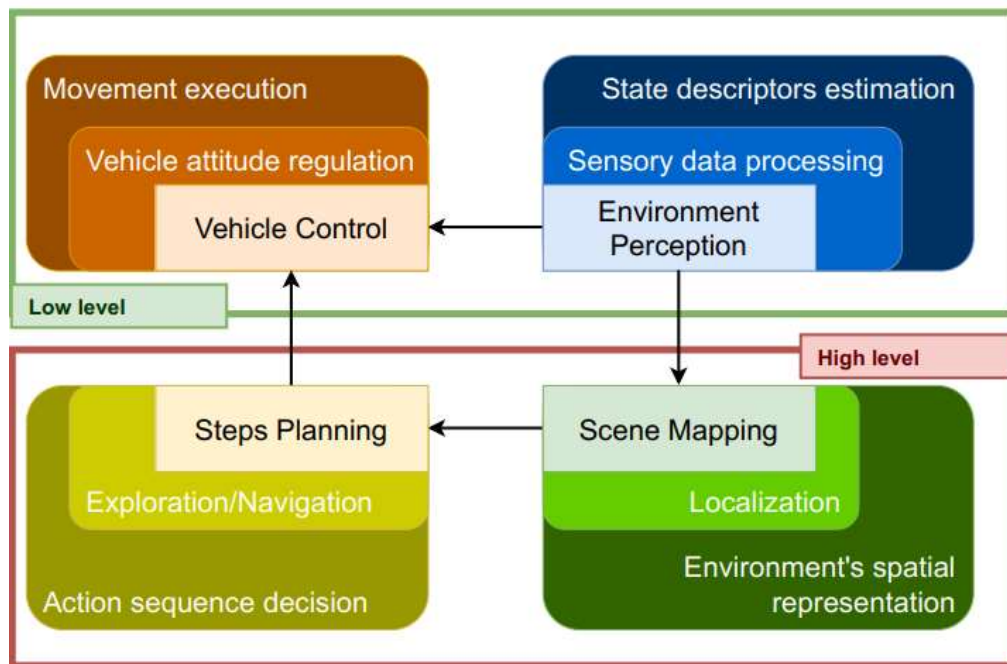 Movement execution
Vehicle attitude regulation
Vehicle Control
State descriptors estimation
Sensory data processing
Environment
Perception
Low level
High level
Steps Planning
Exploration/Navigation
Action sequence decision
Scene Mapping
Localization
Environment's spatial
representation